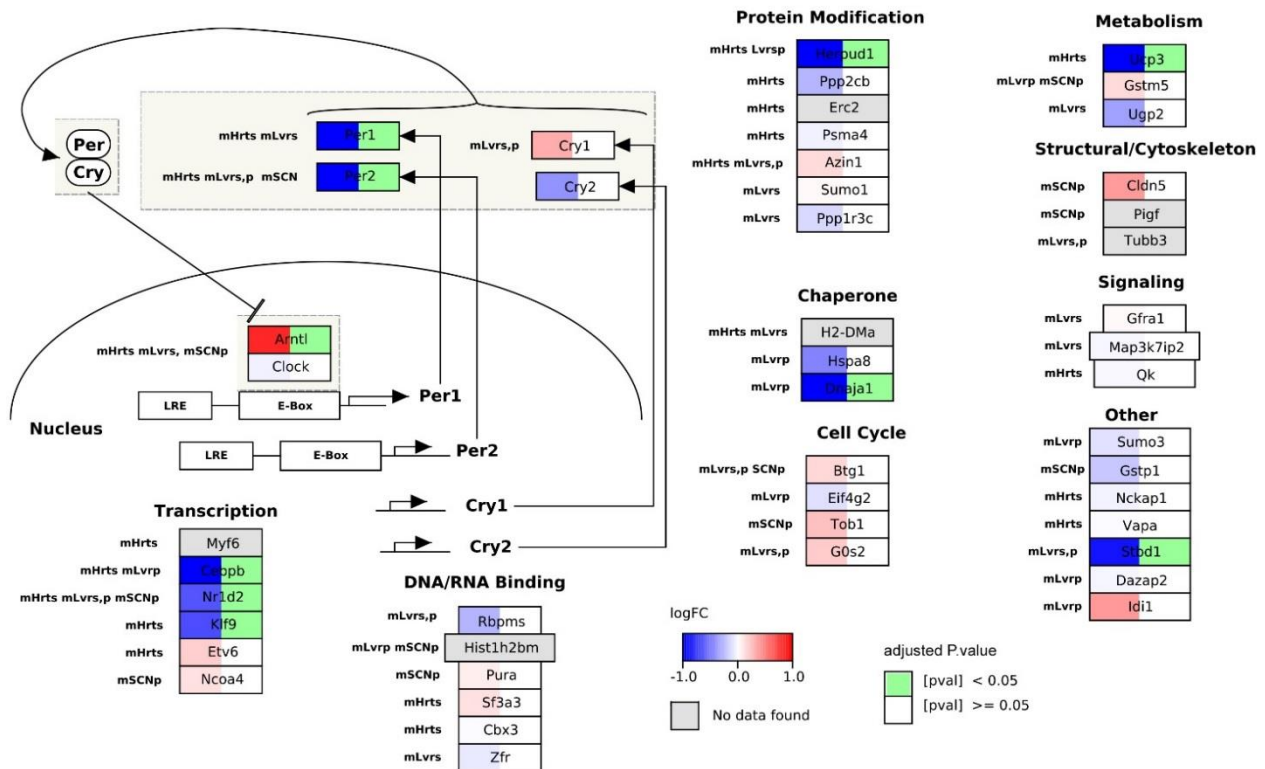 Per
Cry
mHrts mLvrs
Per1
mHrts mLvrs,p mSCN
Per2
mLvrs,p
Cry1
Cry2
mHrts mLvrs, mSCNp
Arntl
Clock
LRE
E-Box
Per1
Nucleus
LRE
E-Box
Per2
Cry1
Cry2
Transcription
mHrts
Myf6
mHrts mLvrp
Cebpb
mHrts mLvrs,p mSCNp
Nr1d2
mHrts
Klf9
mHrts
Etv6
mSCNp
Ncoa4
DNA/RNA Binding
mLvrs,p
Rbpms
mLvrp mSCNp
Hist1h2bm
mSCNp
Pura
mHrts
Sf3a3
mHrts
Cbx3
mLvrs
Zfr
Protein Modification
mHrts Lvrsp
Herpud1
mHrts
Ppp2cb
mHrts
Erc2
mHrts
Psma4
mHrts mLvrs,p
Azin1
mLvrs
Sumo1
mLvrs
Ppp1r3c
Chaperone
mHrts mLvrs
H2-DMa
mLvrp
Hspa8
mLvrp
Dnaja1
Cell Cycle
mLvrs,p SCNp
Btg1
mLvrp
Eif4g2
mSCNp
Tob1
mLvrs,p
G0s2
Metabolism
mHrts
Ucp3
mLvrp mSCNp
Gstm5
mLvrs
Ugp2
Structural/Cytoskeleton
mSCNp
Cldn5
mSCNp
Pigf
mLvrs,p
Tubb3
Signaling
mLvrs
Gfra1
mLvrs
Map3k7ip2
mHrts
Qk
Other
mLvrp
Sumo3
mSCNp
Gstp1
mHrts
Nckap1
mHrts
Vapa
mLvrs,p
Stbd1
mLvrp
Dazap2
mLvrp
Idi1
logFC
-1.0 0.0 1.0
No data found
adjusted P.value
[pval] < 0.05
[pval] >= 0.05